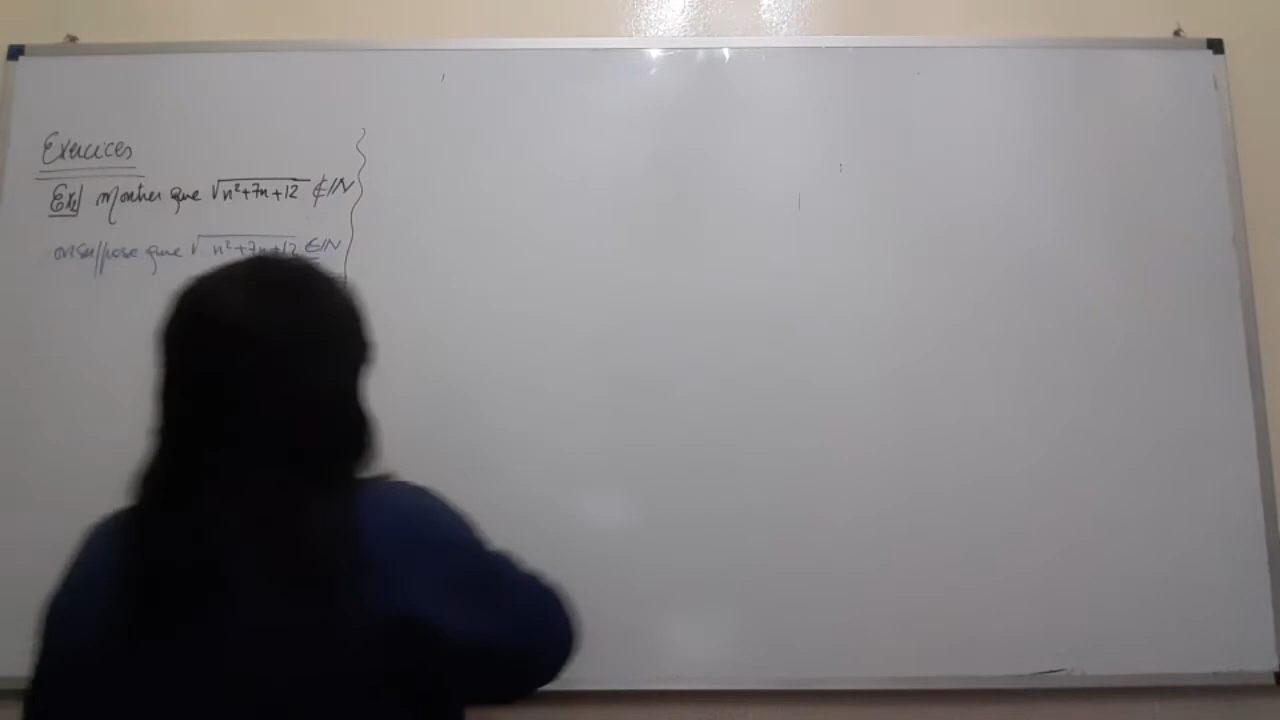 Exercices
Ex1 montrer que √n²+7n+12 ∉ IN
on suppose que √n²+7n+12 ∈ IN